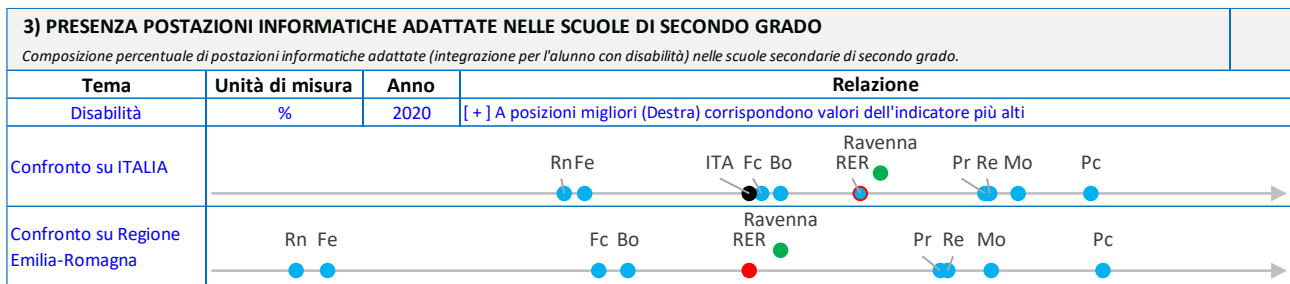 3) PRESENZA POSTAZIONI INFORMATICHE ADATTATE NELLE SCUOLE DI SECONDO GRADO
Composizione percentuale di postazioni informatiche adattate (integrazione per l'alunno con disabilità) nelle scuole secondarie di secondo grado.
Tema Unità di misura Anno Relazione
Disabilità % 2020 [ + ] A posizioni migliori (Destra) corrispondono valori dell'indicatore più alti
Ravenna
Confronto su ITALIA Rn Fe ITA Fc Bo RER Pr Re Mo Pc
Ravenna
Confronto su Regione
Emilia-Romagna Rn Fe Fc Bo RER Pr Re Mo Pc